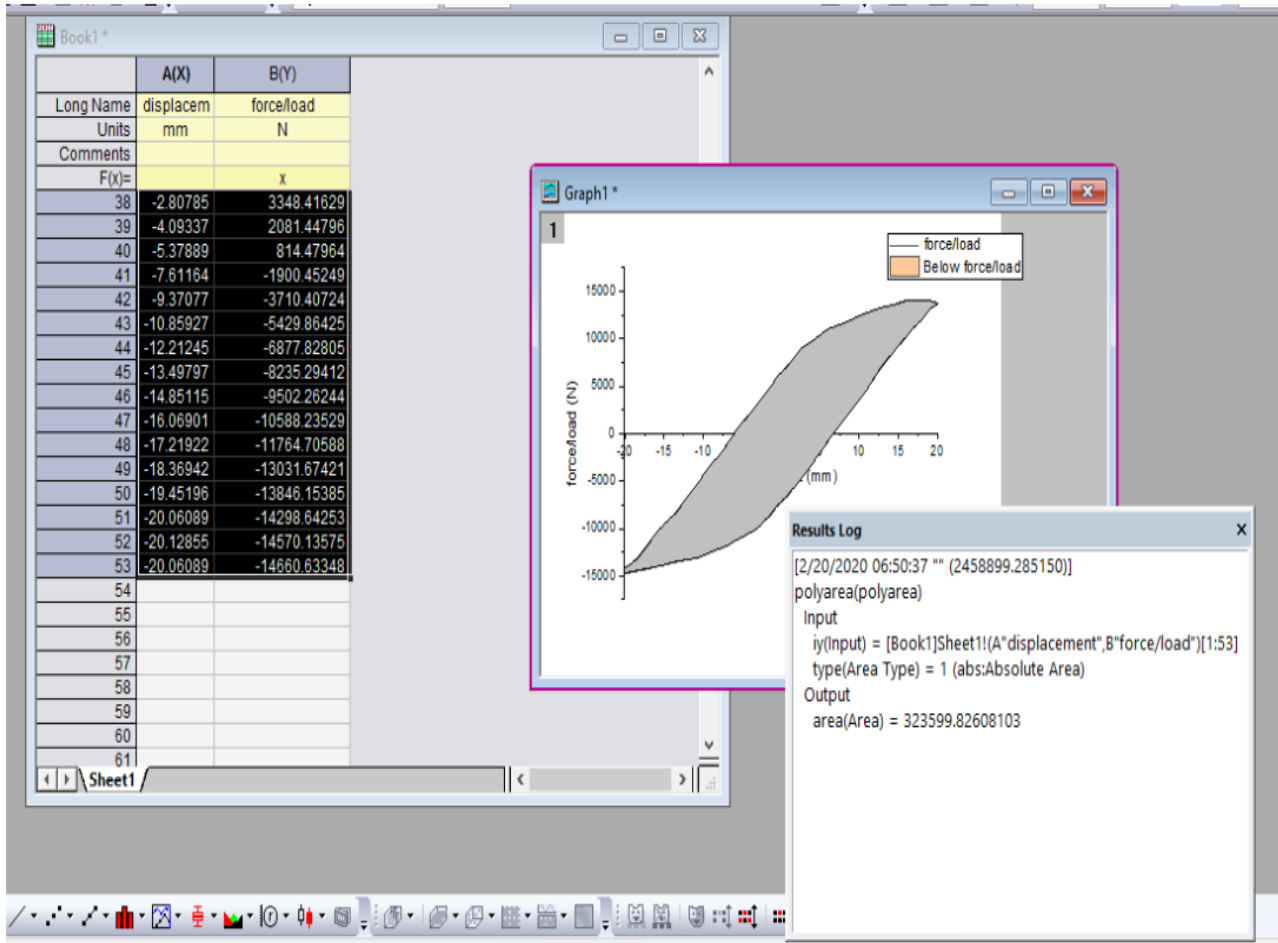 Book1 *
A(X) B(Y)
Long Name displacem force/load
Units mm N
Comments
F(x)= x
38 -2.80785 3348.41629
39 -4.09337 2081.44796
40 -5.37889 814.47964
41 -7.61164 -1900.45249
42 -9.37077 -3710.40724
43 -10.85927 -5429.86425
44 -12.21245 -6877.82805
45 -13.49797 -8235.29412
46 -14.85115 -9502.26244
47 -16.06901 -10588.23529
48 -17.21922 -11764.70588
49 -18.36942 -13031.67421
50 -19.45196 -13846.15385
51 -20.06089 -14298.64253
52 -20.12855 -14570.13575
53 -20.06089 -14660.63348
54
55
56
57
58
59
60
61
Sheet1
Graph1 *
1
force/load
Below force/load
15000
10000
5000
0
-5000
-10000
-15000
force/load (N)
-20 -15 -10 10 15 20
(mm)
Results Log
[2/20/2020 06:50:37 "" (2458899.285150)]
polyarea(polyarea)
Input
iy(Input) = [Book1]Sheet1!(A"displacement",B"force/load")[1:53]
type(Area Type) = 1 (abs:Absolute Area)
Output
area(Area) = 323599.82608103